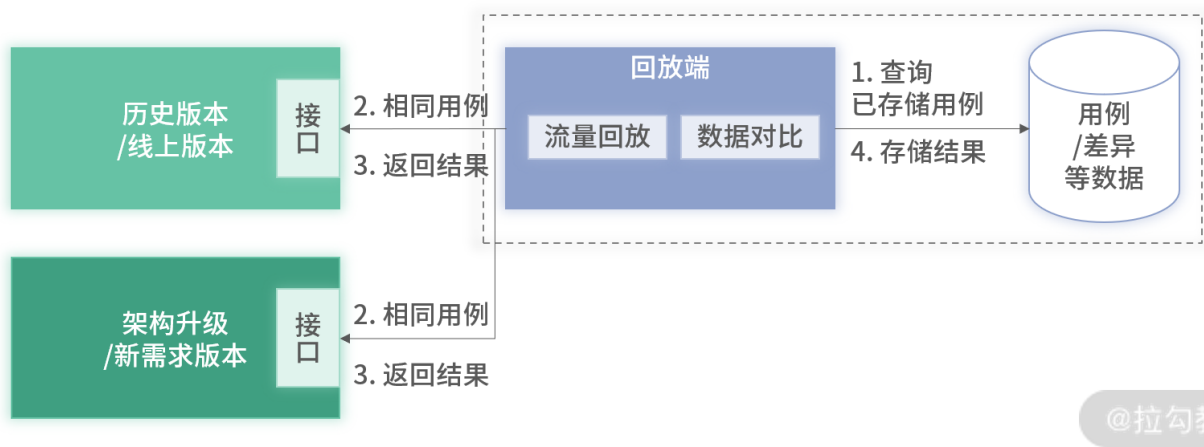 历史版本
/线上版本
接
口
2. 相同用例
3. 返回结果
回放端
流量回放
数据对比
1. 查询
已存储用例
4. 存储结果
用例
/差异
等数据
架构升级
/新需求版本
接
口
2. 相同用例
3. 返回结果
@拉勾